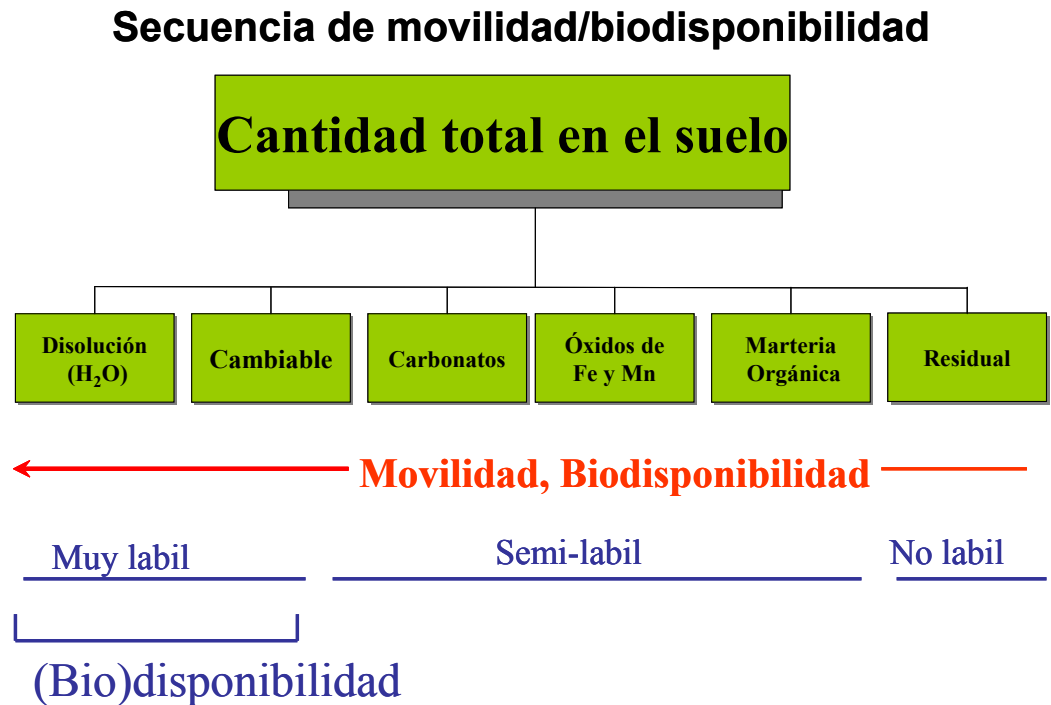 Secuencia de movilidad/biodisponibilidad
Cantidad total en el suelo
Disolución
(H₂O)
Cambiable
Carbonatos
Óxidos de
Fe y Mn
Marteria
Orgánica
Residual
Movilidad, Biodisponibilidad
Muy labil
Semi-labil
No labil
(Bio)disponibilidad